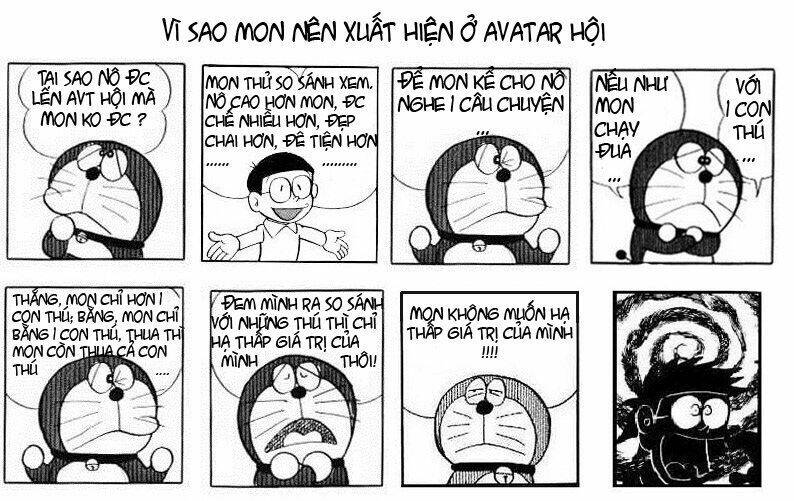 VÌ SAO MON NÊN XUẤT HIỆN Ở AVATAR HỘI
TẠI SAO NÔ ĐC
LÊN AVT HỘI MÀ
MON KO ĐC ?
MON THỬ SO SÁNH XEM.
NÔ CAO HƠN MON, ĐC
CHẾ NHIỀU HƠN, ĐẸP
CHAI HƠN, ĐÊ TIỆN HƠN
...... ..........
ĐỂ MON KỂ CHO NÔ
NGHE 1 CÂU CHUYỆN
...
NẾU NHƯ
MON
CHẠY
ĐUA
...
VỚI
1 CON
THÚ
...
THẮNG, MON CHỈ HƠN 1
CON THÚ; BẰNG, MON CHỈ
BẰNG 1 CON THÚ, THUA THÌ
MON CÒN THUA CẢ CON
THÚ ....
ĐEM MÌNH RA SO SÁNH
VỚI NHỮNG THÚ THÌ CHỈ
HẠ THẤP GIÁ TRỊ CỦA
MÌNH THÔI!
MON KHÔNG MUỐN HẠ
THẤP GIÁ TRỊ CỦA MÌNH
!!!!